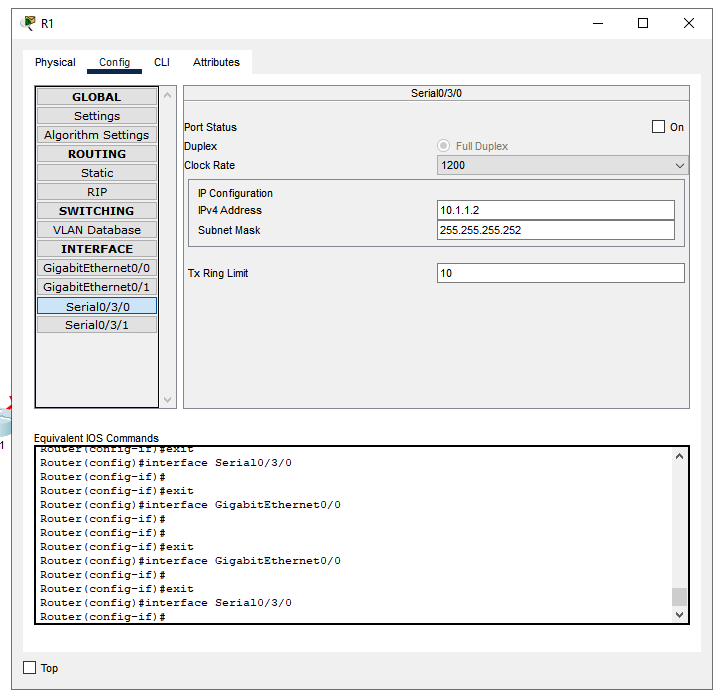 R1
Physical Config CLI Attributes
GLOBAL
Settings
Algorithm Settings
ROUTING
Static
RIP
SWITCHING
VLAN Database
INTERFACE
GigabitEthernet0/0
GigabitEthernet0/1
Serial0/3/0
Serial0/3/1
Serial0/3/0
Port Status On
Duplex Full Duplex
Clock Rate 1200
IP Configuration
IPv4 Address 10.1.1.2
Subnet Mask 255.255.255.252
Tx Ring Limit 10
1
Equivalent IOS Commands
Router(config-if)#exit
Router(config)#interface Serial0/3/0
Router(config-if)#
Router(config-if)#exit
Router(config)#interface GigabitEthernet0/0
Router(config-if)#
Router(config-if)#
Router(config-if)#exit
Router(config)#interface GigabitEthernet0/0
Router(config-if)#
Router(config-if)#exit
Router(config)#interface Serial0/3/0
Router(config-if)#
Top